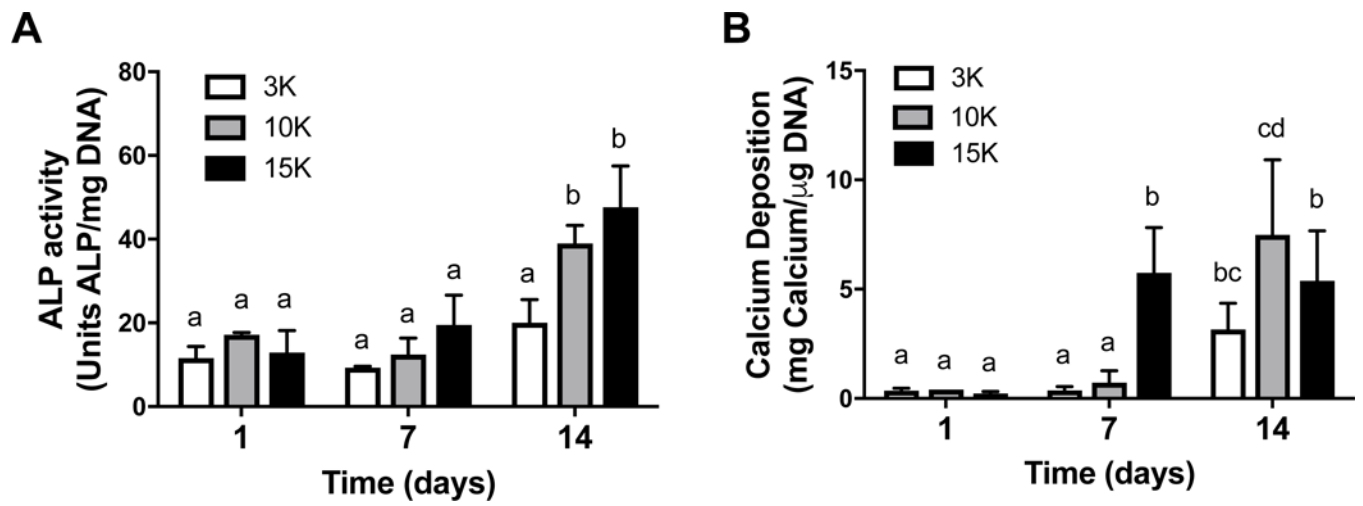 A
ALP activity
(Units ALP/mg DNA)
80
60
40
20
0
3K
10K
15K
a
a
a
a
a
a
a
b
b
1
7
14
Time (days)
B
Calcium Deposition
(mg Calcium/μg DNA)
15
10
5
0
3K
10K
15K
a
a
a
a
a
b
bc
cd
b
1
7
14
Time (days)